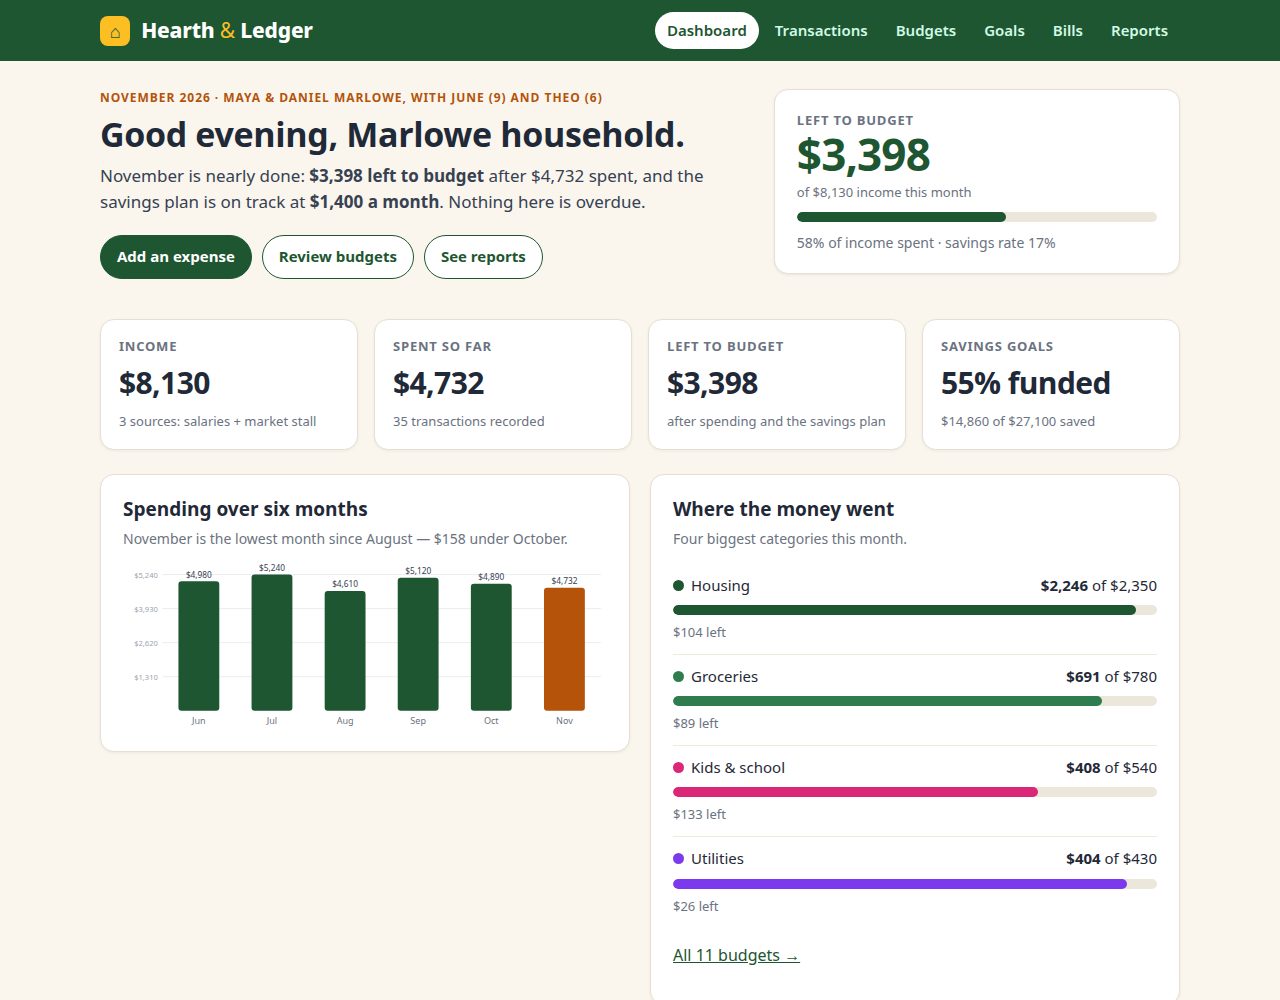 Hearth & Ledger
Dashboard
Transactions
Budgets
Goals
Bills
Reports
NOVEMBER 2026 · MAYA & DANIEL MARLOWE, WITH JUNE (9) AND THEO (6)
Good evening, Marlowe household.
November is nearly done: $3,398 left to budget after $4,732 spent, and the
savings plan is on track at $1,400 a month. Nothing here is overdue.
Add an expense
Review budgets
See reports
LEFT TO BUDGET
$3,398
of $8,130 income this month
58% of income spent · savings rate 17%
INCOME
$8,130
3 sources: salaries + market stall
SPENT SO FAR
$4,732
35 transactions recorded
LEFT TO BUDGET
$3,398
after spending and the savings plan
SAVINGS GOALS
55% funded
$14,860 of $27,100 saved
Spending over six months
November is the lowest month since August — $158 under October.
$5,240
$3,930
$2,620
$1,310
$4,980
$5,240
$4,610
$5,120
$4,890
$4,732
Jun
Jul
Aug
Sep
Oct
Nov
Where the money went
Four biggest categories this month.
Housing
$2,246 of $2,350
$104 left
Groceries
$691 of $780
$89 left
Kids & school
$408 of $540
$133 left
Utilities
$404 of $430
$26 left
All 11 budgets →